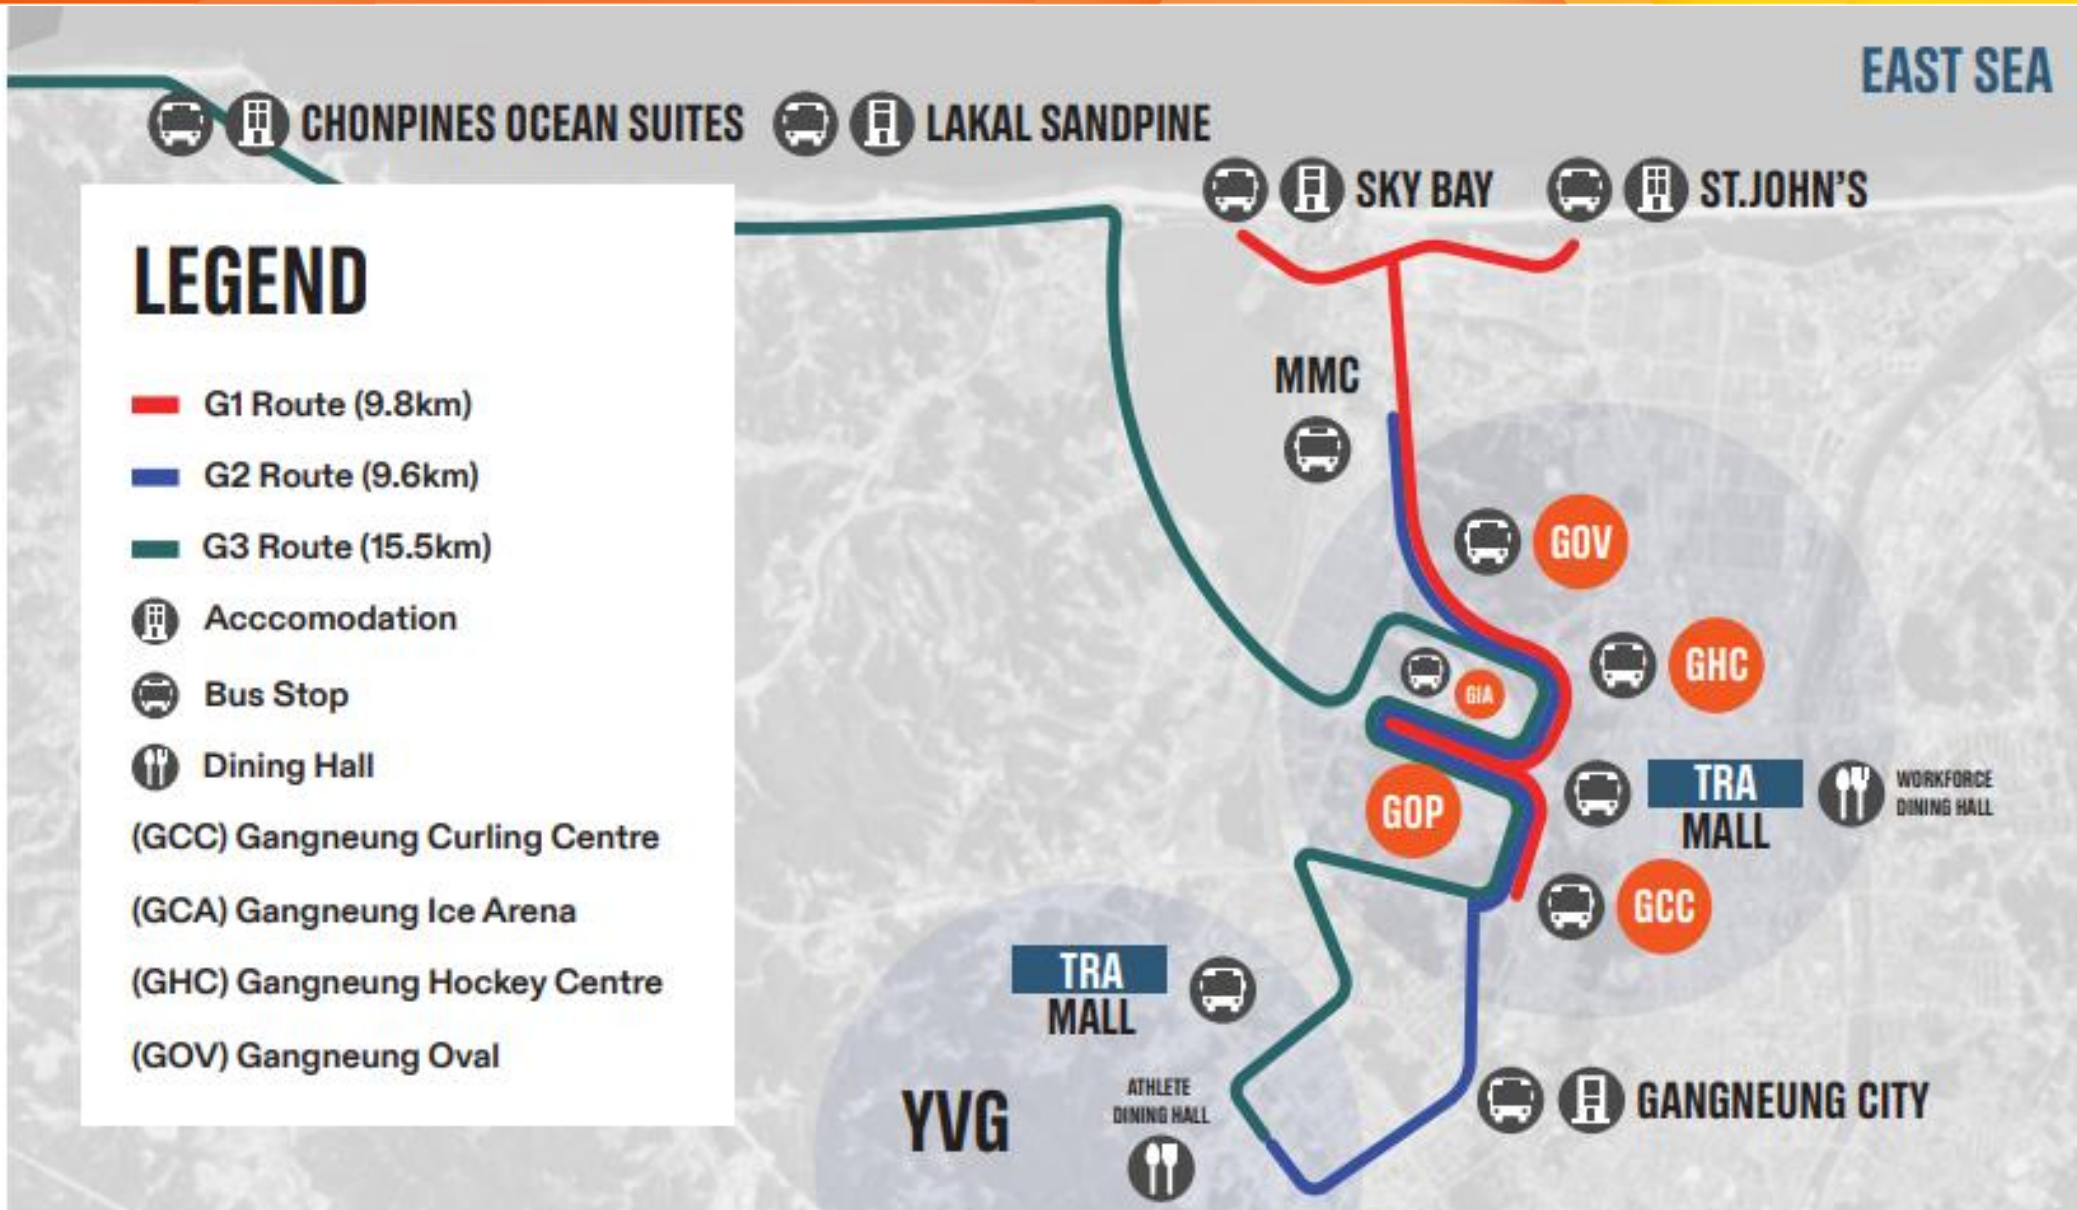 EAST SEA
CHONPINES OCEAN SUITES
LAKAL SANDPINE
SKY BAY
ST.JOHN'S
LEGEND
G1 Route (9.8km)
G2 Route (9.6km)
G3 Route (15.5km)
Acccomodation
Bus Stop
Dining Hall
(GCC) Gangneung Curling Centre
(GCA) Gangneung Ice Arena
(GHC) Gangneung Hockey Centre
(GOV) Gangneung Oval
MMC
GOV
GHC
GIA
GOP
TRA
MALL
WORKFORCE
DINING HALL
GCC
TRA
MALL
YVG
ATHLETE
DINING HALL
GANGNEUNG CITY